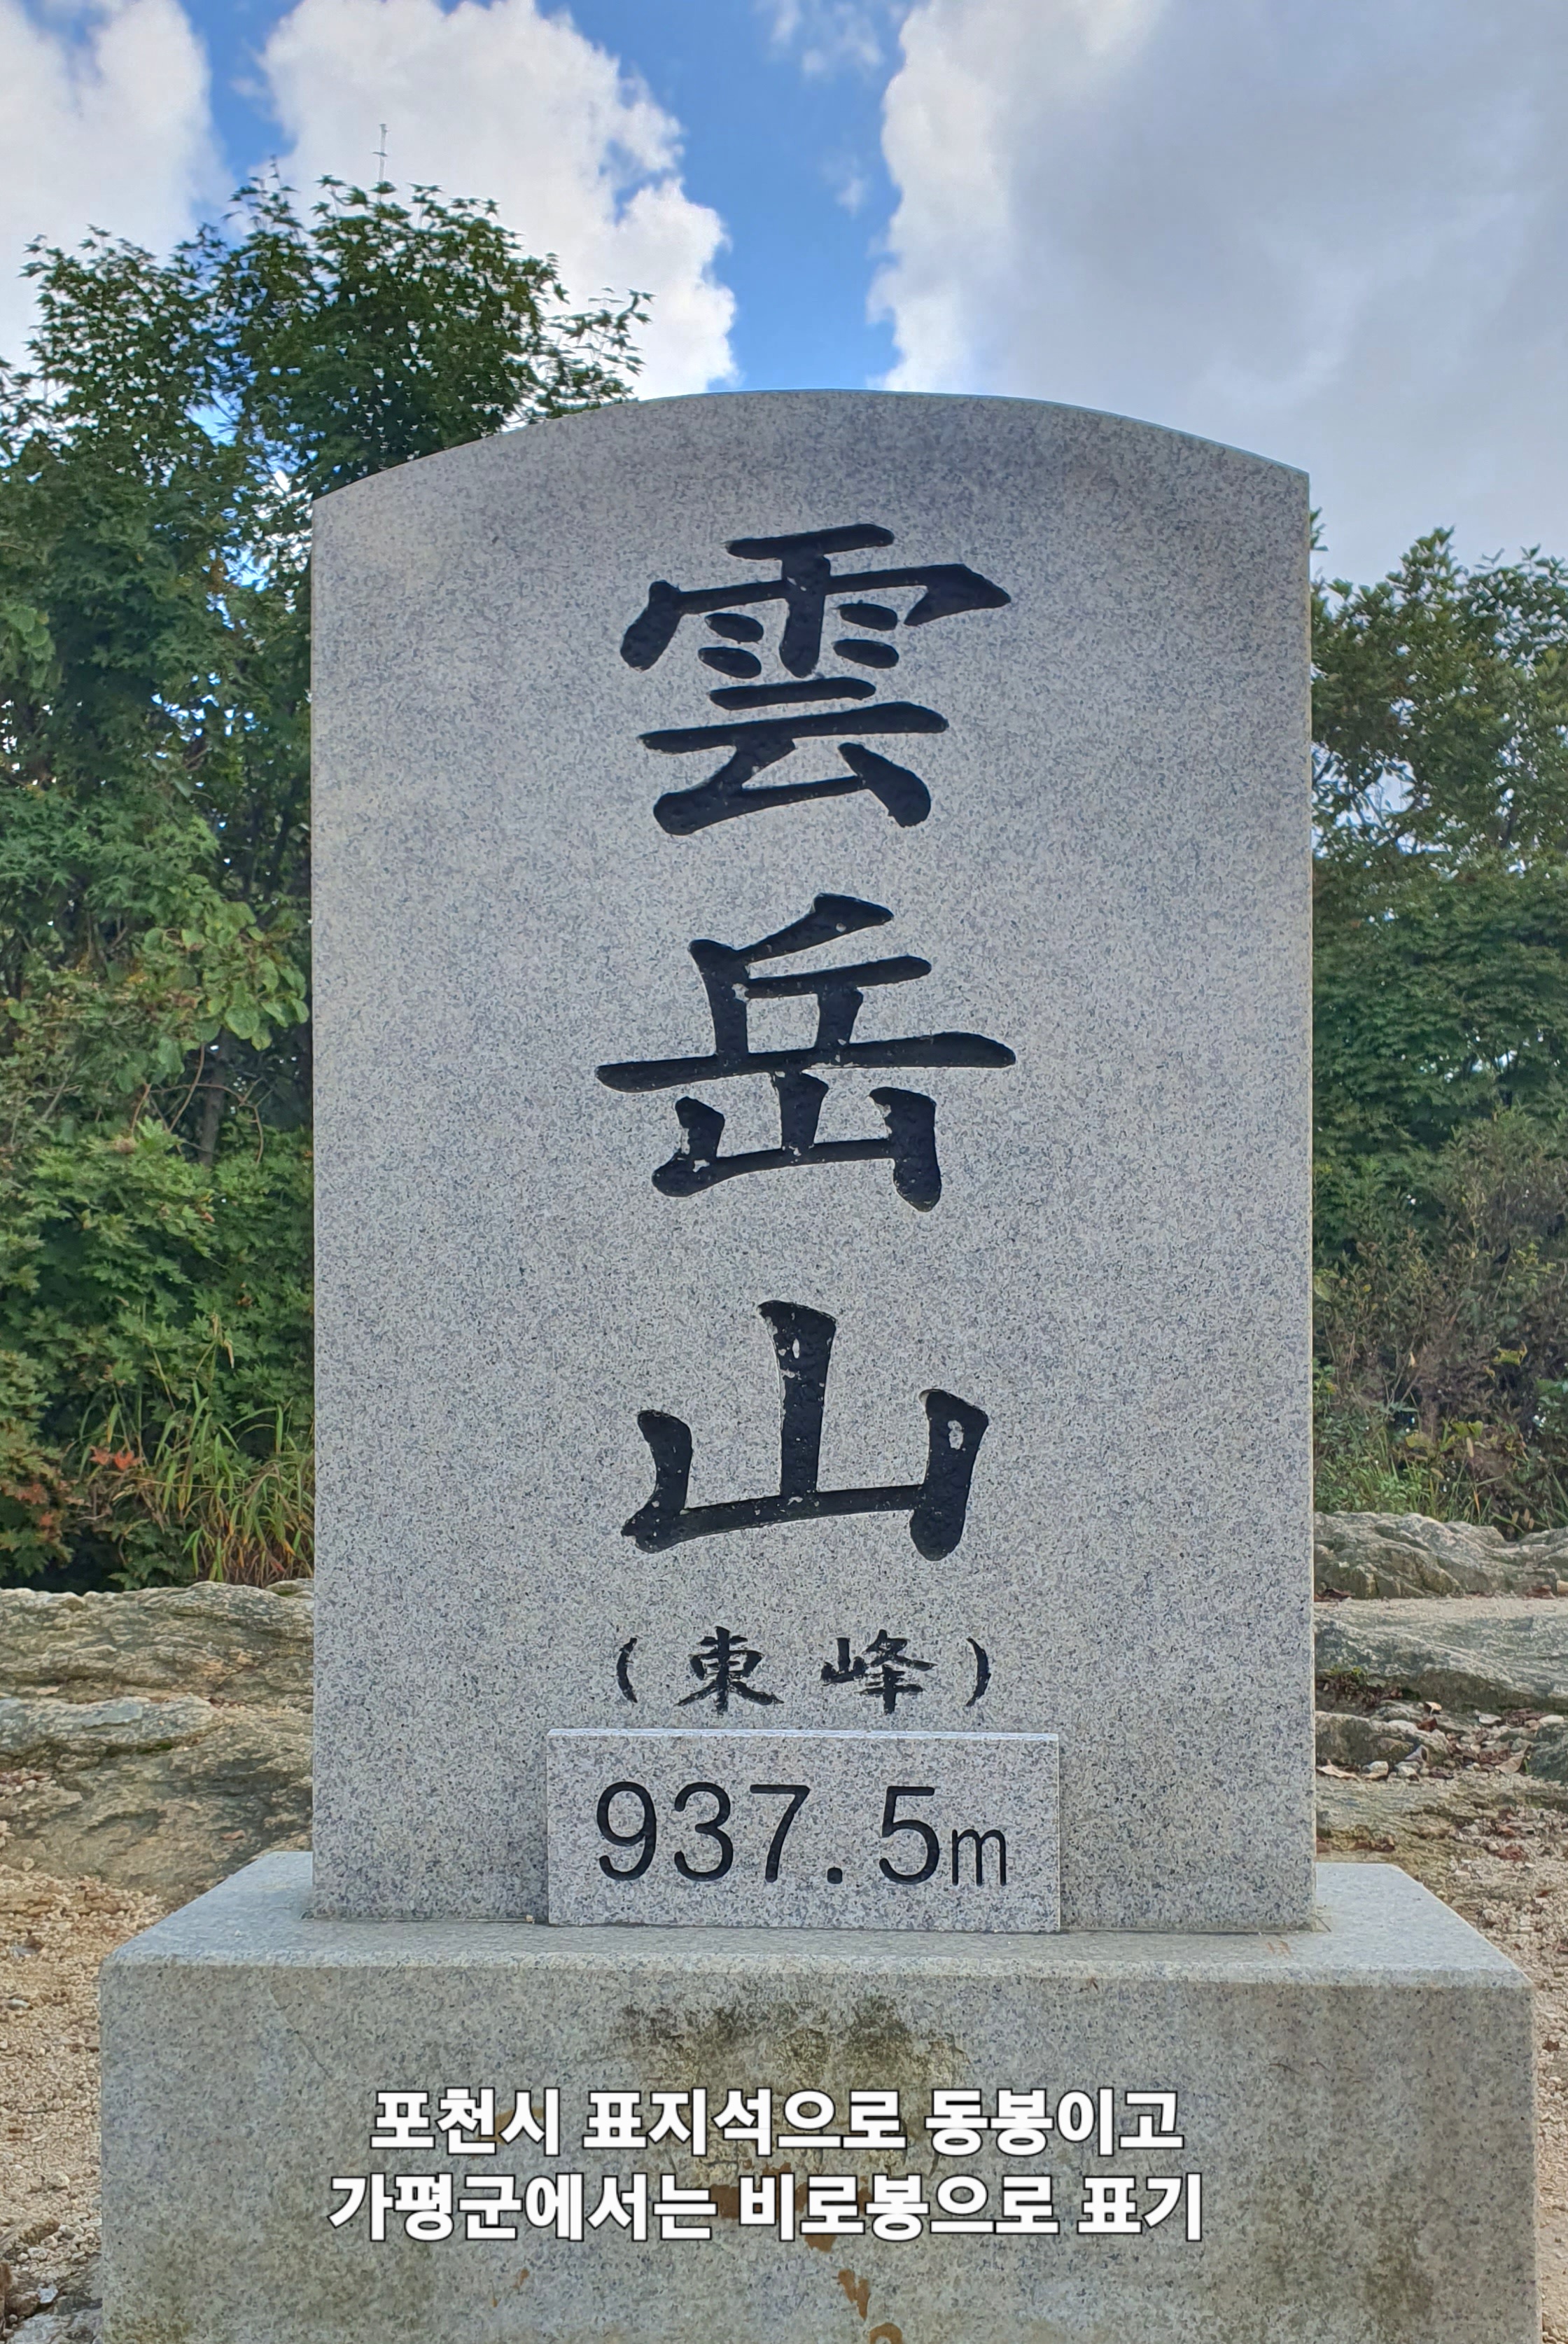 雲岳山
(東峰)
937.5m
포천시 표지석으로 동봉이고
가평군에서는 비로봉으로 표기